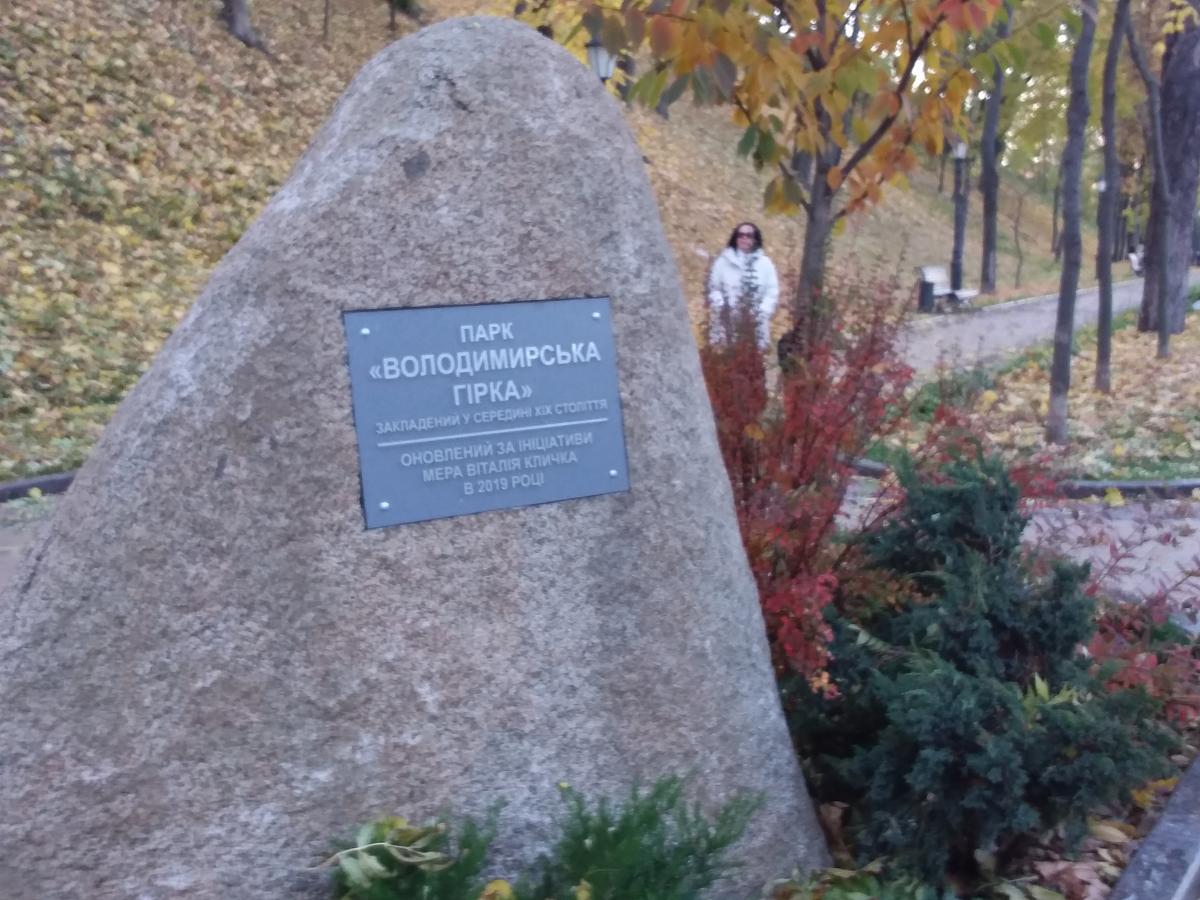 ПАРК
«ВОЛОДИМИРСЬКА
ГІРКА»
ЗАКЛАДЕНИЙ У СЕРЕДИНІ XIX СТОЛІТТЯ
ОНОВЛЕНИЙ ЗА ІНІЦІАТИВИ
МЕРА ВІТАЛІЯ КЛИЧКА
В 2019 РОЦІ